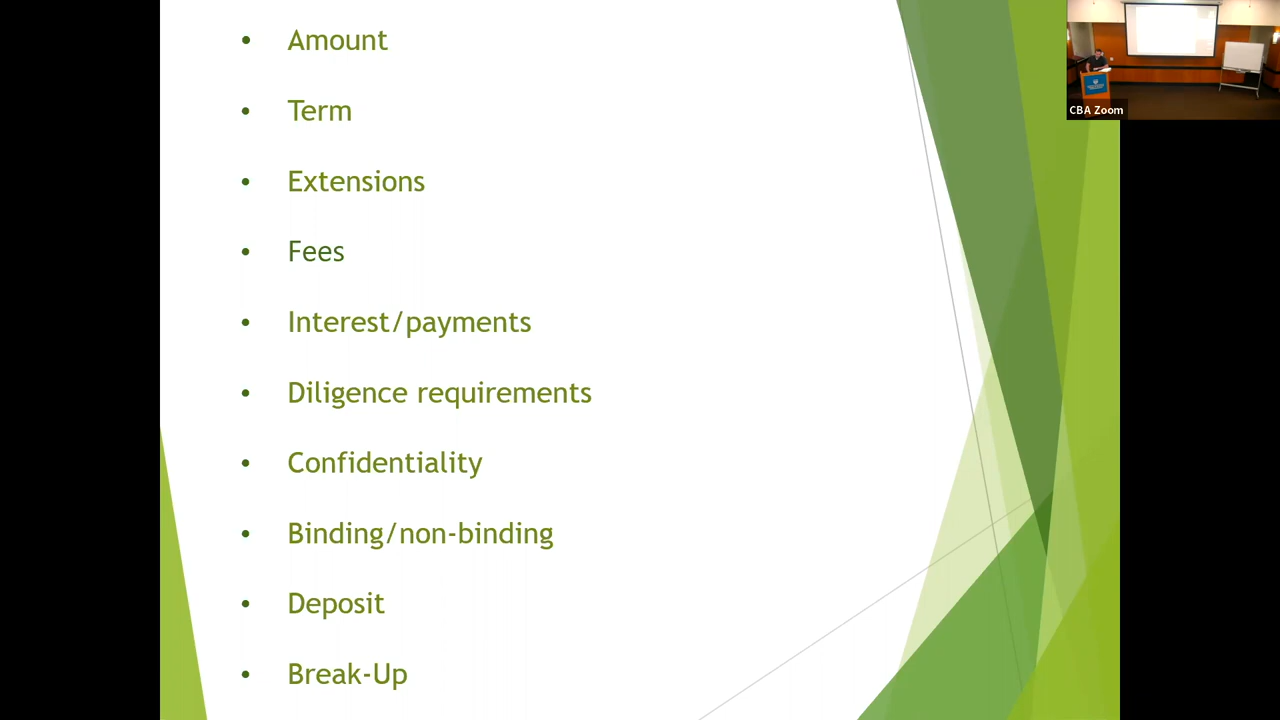 • Amount
• Term
• Extensions
• Fees
• Interest/payments
• Diligence requirements
• Confidentiality
• Binding/non-binding
• Deposit
• Break-Up
CBA Zoom